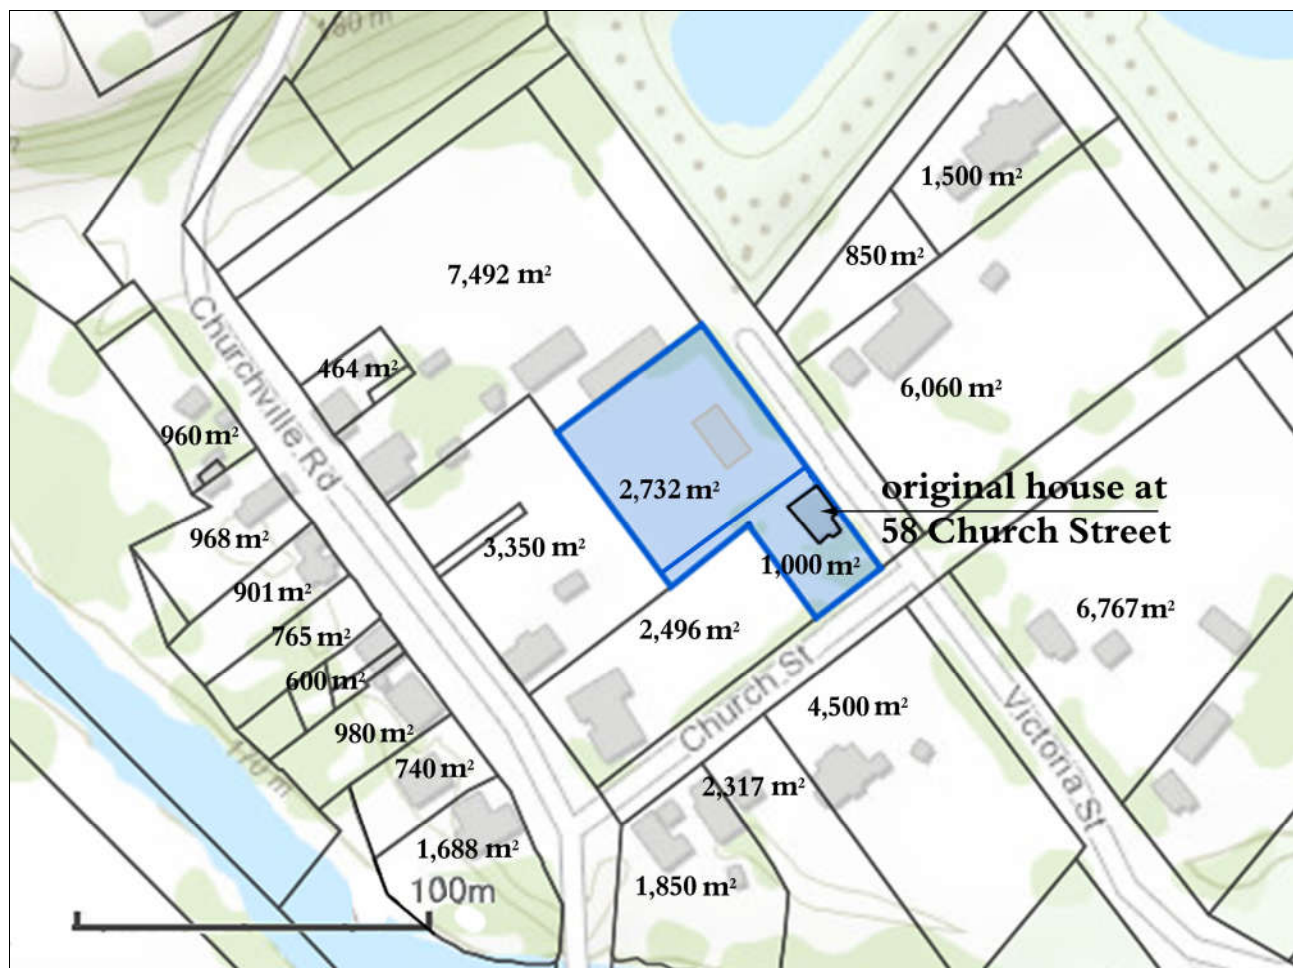 180 m
1,500 m²
850 m²
7,492 m²
464 m²
6,060 m²
Churchville Rd
960 m²
2,732 m²
original house at
58 Church Street
968 m²
3,350 m²
1,000 m²
901 m²
6,767 m²
765 m²
2,496 m²
600 m²
Church St
4,500 m²
Victoria St
980 m²
740 m²
170 m
2,317 m²
1,688 m²
1,850 m²
100m